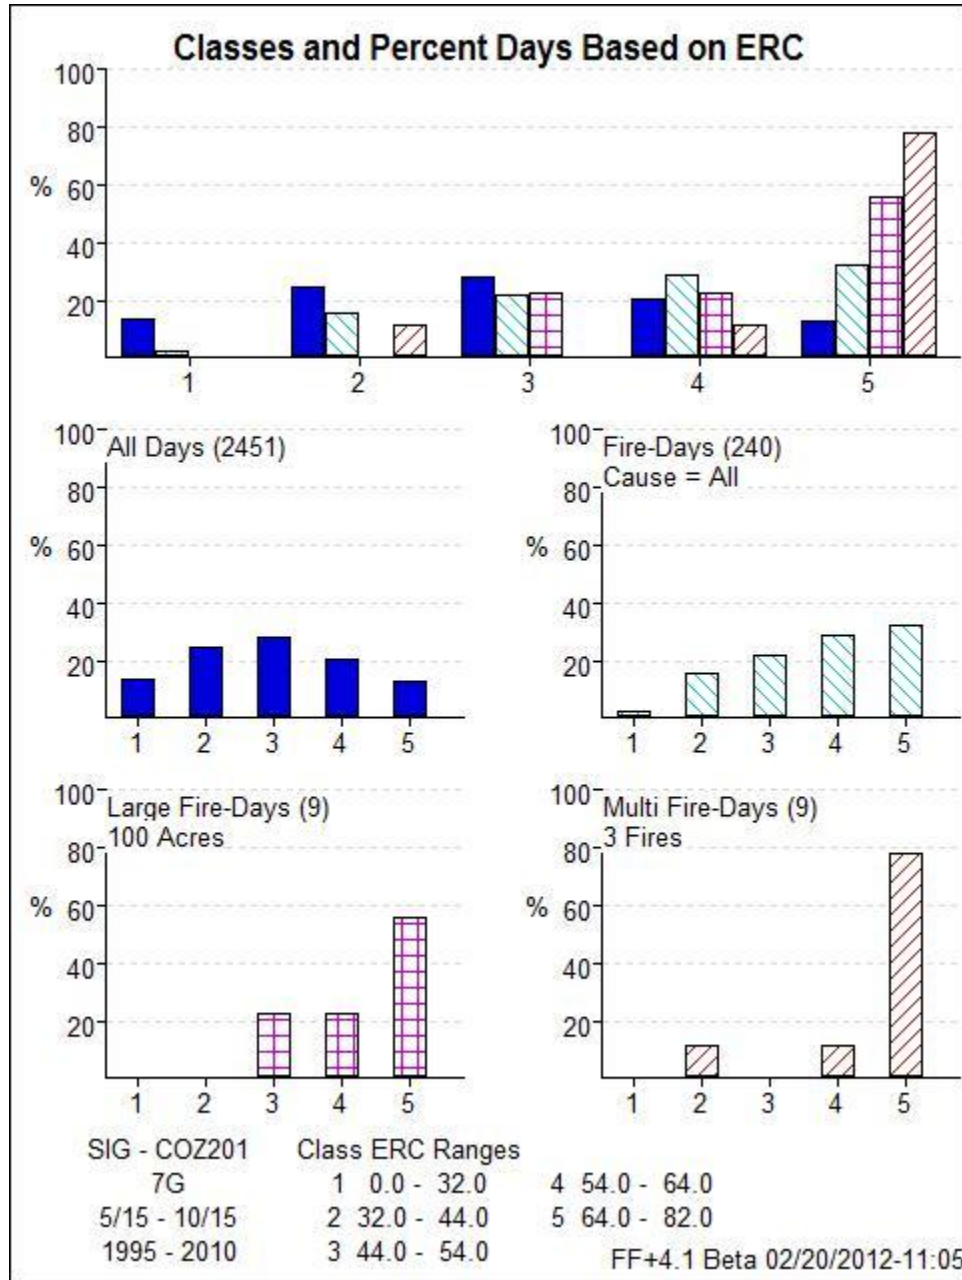 Classes and Percent Days Based on ERC
100
80
% 60
40
20
1 2 3 4 5
100 All Days (2451)
80
% 60
40
20
1 2 3 4 5
100 Fire-Days (240)
Cause = All
80
% 60
40
20
1 2 3 4 5
100 Large Fire-Days (9)
100 Acres
80
% 60
40
20
1 2 3 4 5
100 Multi Fire-Days (9)
3 Fires
80
% 60
40
20
1 2 3 4 5
SIG - COZ201 Class ERC Ranges
7G 1 0.0 - 32.0 4 54.0 - 64.0
5/15 - 10/15 2 32.0 - 44.0 5 64.0 - 82.0
1995 - 2010 3 44.0 - 54.0
FF+4.1 Beta 02/20/2012-11:05